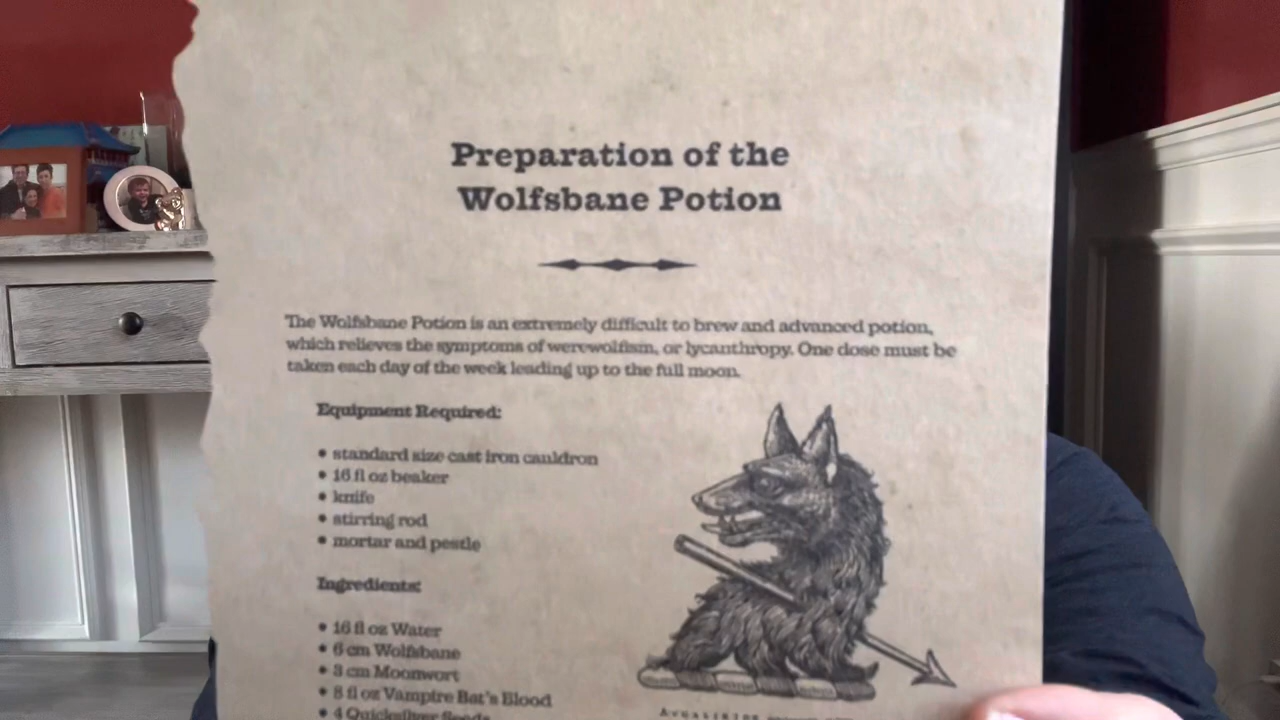 Preparation of the
Wolfsbane Potion
The Wolfsbane Potion is an extremely difficult to brew and advanced potion,
which relieves the symptoms of werewolfism, or lycanthropy. One dose must be
taken each day of the week leading up to the full moon.
Equipment Required:
• standard size cast iron cauldron
• 16 fl oz beaker
• knife
• stirring rod
• mortar and pestle
Ingredients:
• 16 fl oz Water
• 6 cm Wolfsbane
• 3 cm Moonwort
• 8 fl oz Vampire Bat's Blood
• 4 Quicksilver Seeds